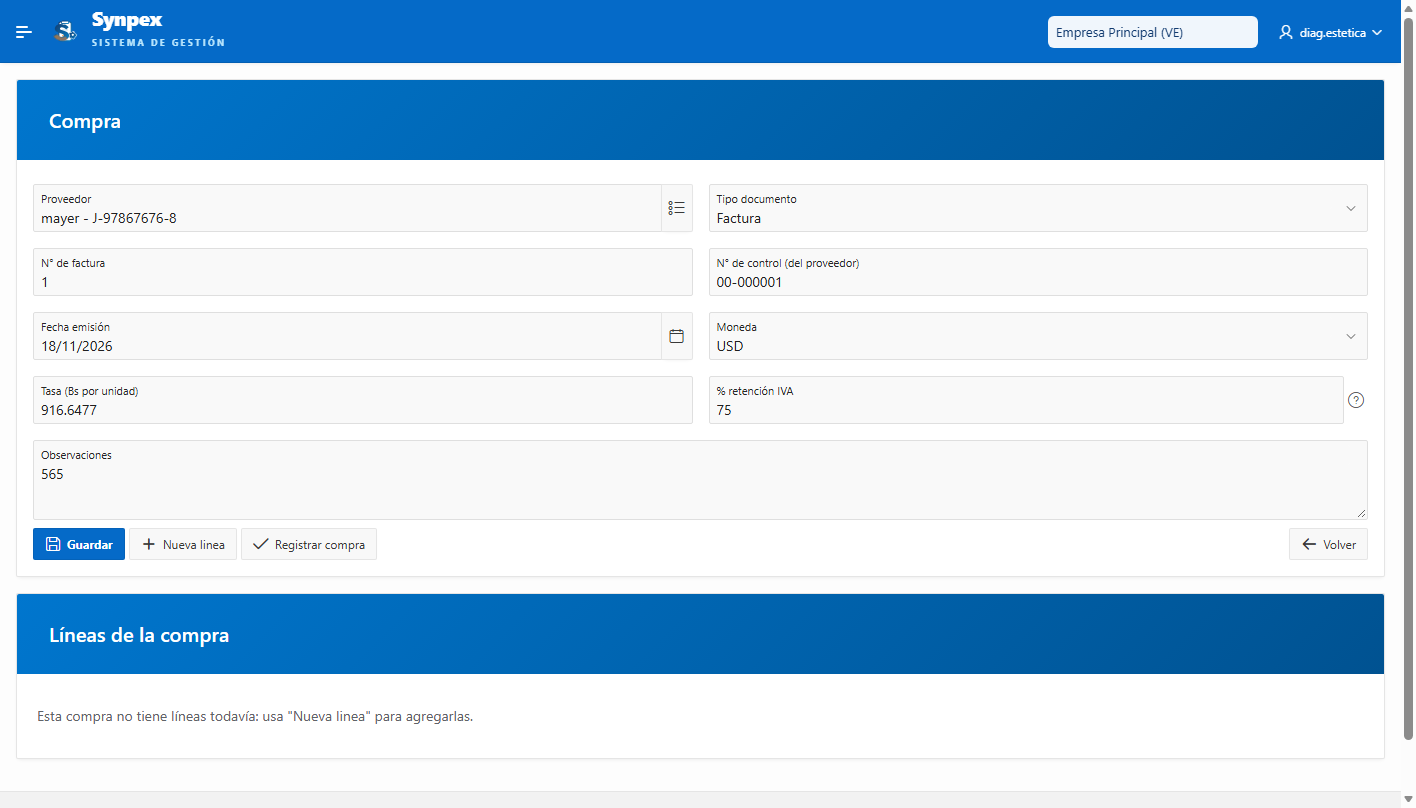 Synpex
SISTEMA DE GESTIÓN
Empresa Principal (VE)
diag.estetica
Compra
Proveedor
mayer - J-97867676-8
Tipo documento
Factura
N° de factura
1
N° de control (del proveedor)
00-000001
Fecha emisión
18/11/2026
Moneda
USD
Tasa (Bs por unidad)
916.6477
% retención IVA
75
Observaciones
565
Guardar
Nueva linea
Registrar compra
Volver
Líneas de la compra
Esta compra no tiene líneas todavía: usa "Nueva linea" para agregarlas.